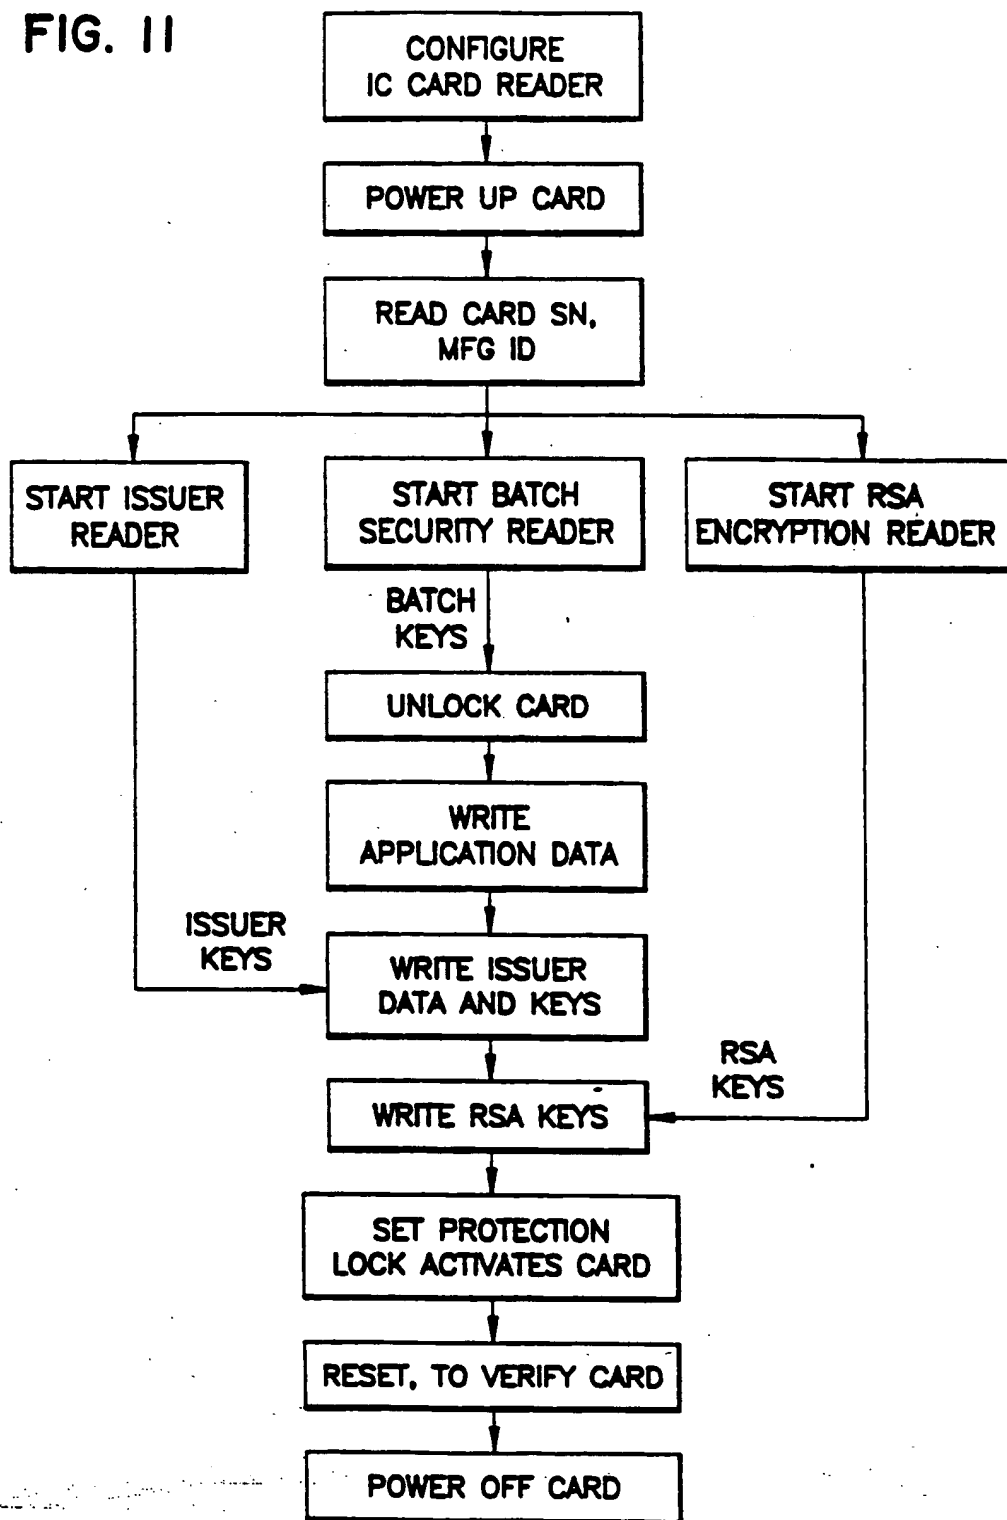 FIG. 11
CONFIGURE
IC CARD READER
POWER UP CARD
READ CARD SN,
MFG ID
START ISSUER
READER
START BATCH
SECURITY READER
START RSA
ENCRYPTION READER
BATCH
KEYS
UNLOCK CARD
WRITE
APPLICATION DATA
ISSUER
KEYS
WRITE ISSUER
DATA AND KEYS
RSA
KEYS
WRITE RSA KEYS
SET PROTECTION
LOCK ACTIVATES CARD
RESET, TO VERIFY CARD
POWER OFF CARD